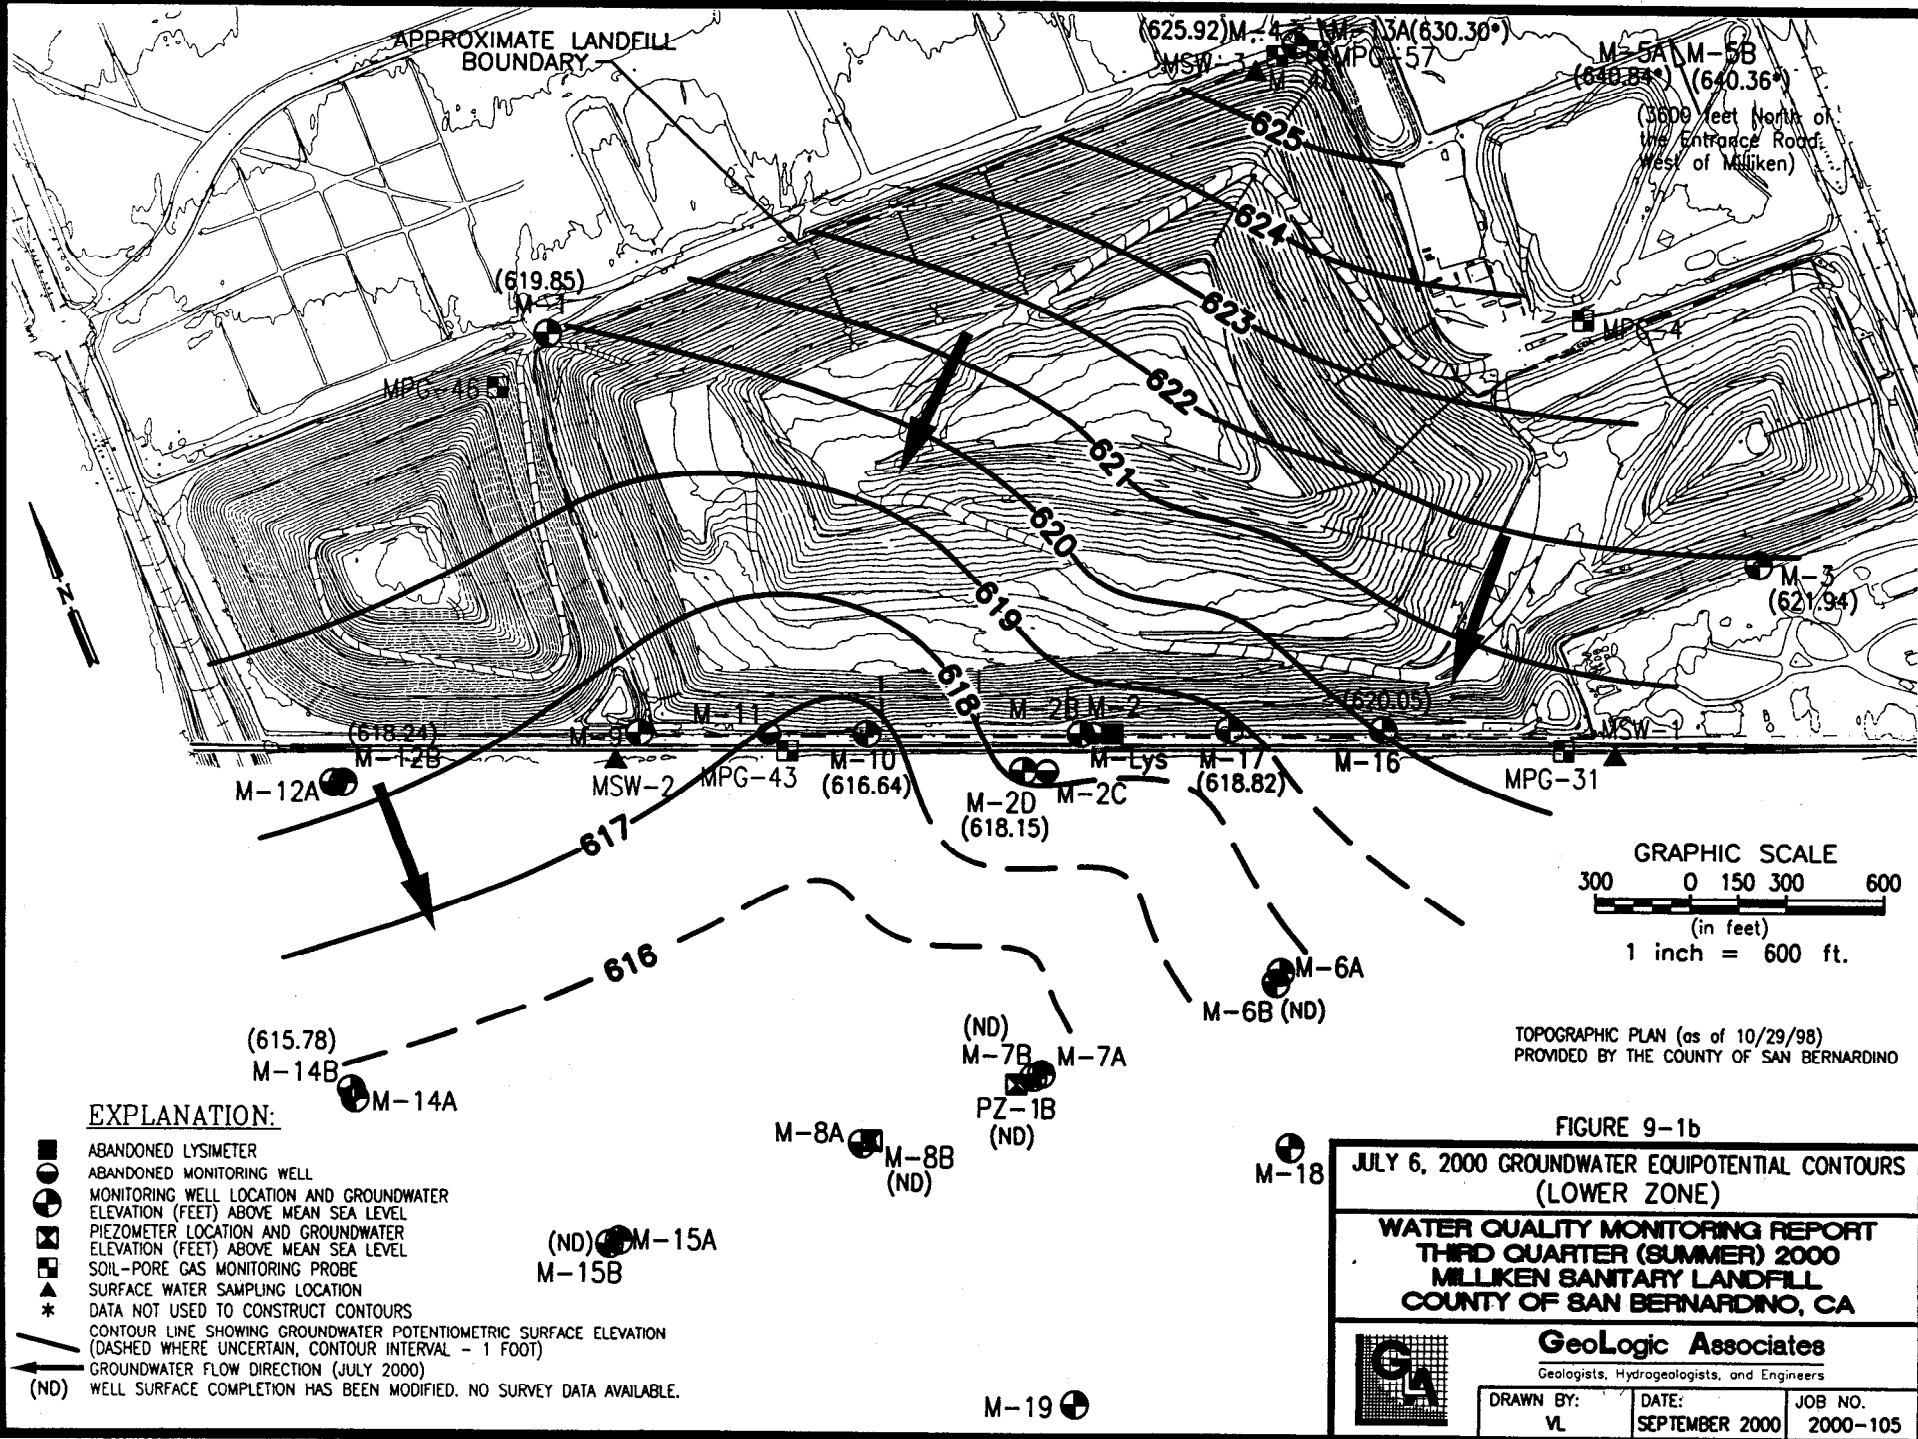 APPROXIMATE LANDFILL
BOUNDARY
(625.92)
M-13A(630.30*)
MSW-3
MPG-57
M-5A
M-5B
(640.84*)
(640.36*)
(3600 feet North of
the Entrance Road
West of Milliken)
625
624
623
622
621
620
619
618
617
616
(619.85)
M-1
MPG-46
MPG-4
M-3
(621.94)
N
(618.24)
M-12B
M-12A
M-9
MSW-2
M-11
MPG-43
M-10
(616.64)
M-2B
M-2
M-Lys
M-2D
(618.15)
M-2C
M-17
(618.82)
(620.05)
M-16
MSW-1
MPG-31
GRAPHIC SCALE
300 0 150 300 600
(in feet)
1 inch = 600 ft.
M-6A
M-6B (ND)
(ND)
M-7B
M-7A
PZ-1B
(ND)
(615.78)
M-14B
M-14A
M-8A
M-8B
(ND)
M-18
(ND)
M-15A
M-15B
M-19
TOPOGRAPHIC PLAN (as of 10/29/98)
PROVIDED BY THE COUNTY OF SAN BERNARDINO
EXPLANATION:
ABANDONED LYSIMETER
ABANDONED MONITORING WELL
MONITORING WELL LOCATION AND GROUNDWATER
ELEVATION (FEET) ABOVE MEAN SEA LEVEL
PIEZOMETER LOCATION AND GROUNDWATER
ELEVATION (FEET) ABOVE MEAN SEA LEVEL
SOIL-PORE GAS MONITORING PROBE
SURFACE WATER SAMPLING LOCATION
* DATA NOT USED TO CONSTRUCT CONTOURS
CONTOUR LINE SHOWING GROUNDWATER POTENTIOMETRIC SURFACE ELEVATION
(DASHED WHERE UNCERTAIN, CONTOUR INTERVAL - 1 FOOT)
GROUNDWATER FLOW DIRECTION (JULY 2000)
(ND) WELL SURFACE COMPLETION HAS BEEN MODIFIED. NO SURVEY DATA AVAILABLE.
FIGURE 9-1b
JULY 6, 2000 GROUNDWATER EQUIPOTENTIAL CONTOURS
(LOWER ZONE)
WATER QUALITY MONITORING REPORT
THIRD QUARTER (SUMMER) 2000
MILLIKEN SANITARY LANDFILL
COUNTY OF SAN BERNARDINO, CA
GLA
GeoLogic Associates
Geologists, Hydrogeologists, and Engineers
DRAWN BY:
VL
DATE:
SEPTEMBER 2000
JOB NO.
2000-105